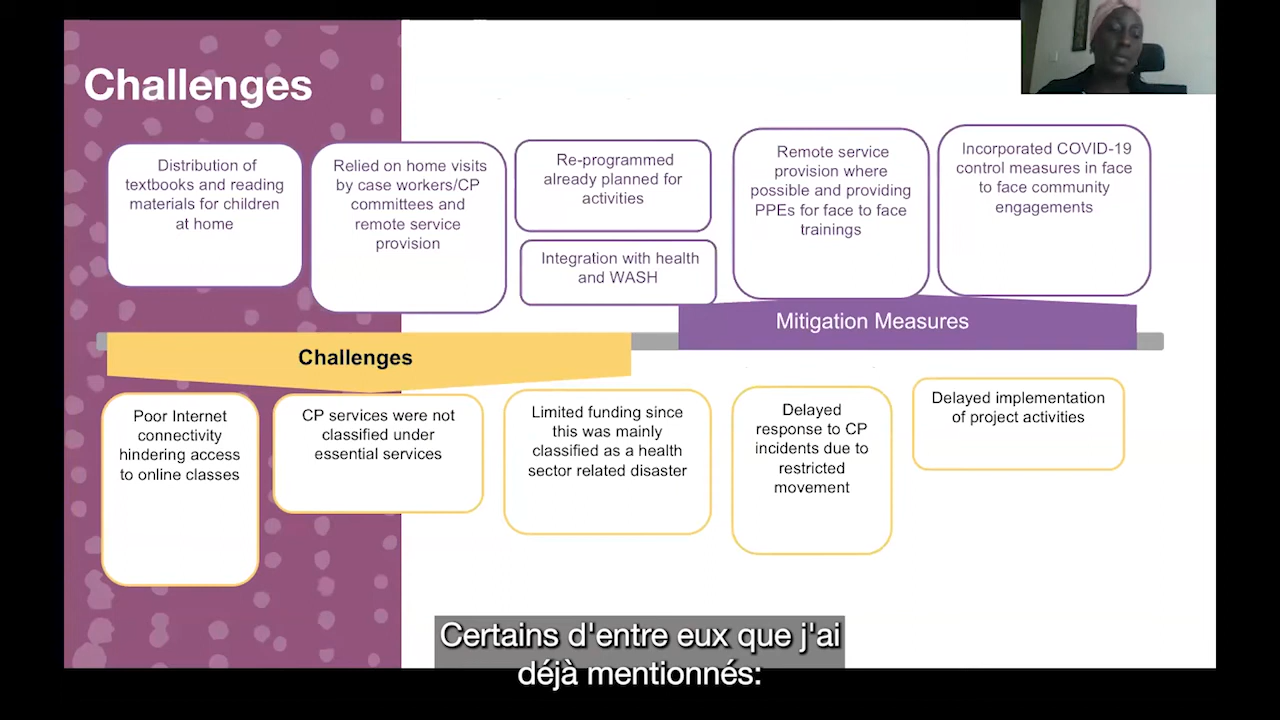 Challenges
Distribution of
textbooks and reading
materials for children
at home
Relied on home visits
by case workers/CP
committees and
remote service
provision
Re-programmed
already planned for
activities
Integration with health
and WASH
Remote service
provision where
possible and providing
PPEs for face to face
trainings
Incorporated COVID-19
control measures in face
to face community
engagements
Mitigation Measures
Challenges
Poor Internet
connectivity
hindering access
to online classes
CP services were not
classified under
essential services
Limited funding since
this was mainly
classified as a health
sector related disaster
Delayed
response to CP
incidents due to
restricted
movement
Delayed implementation
of project activities
Certains d'entre eux que j'ai
déjà mentionnés: